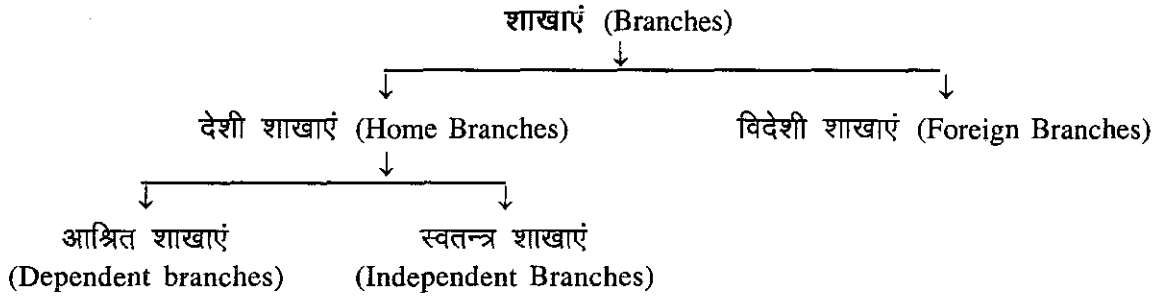 शाखाएं (Branches)
देशी शाखाएं (Home Branches) विदेशी शाखाएं (Foreign Branches)
आश्रित शाखाएं स्वतन्त्र शाखाएं
(Dependent branches) (Independent Branches)